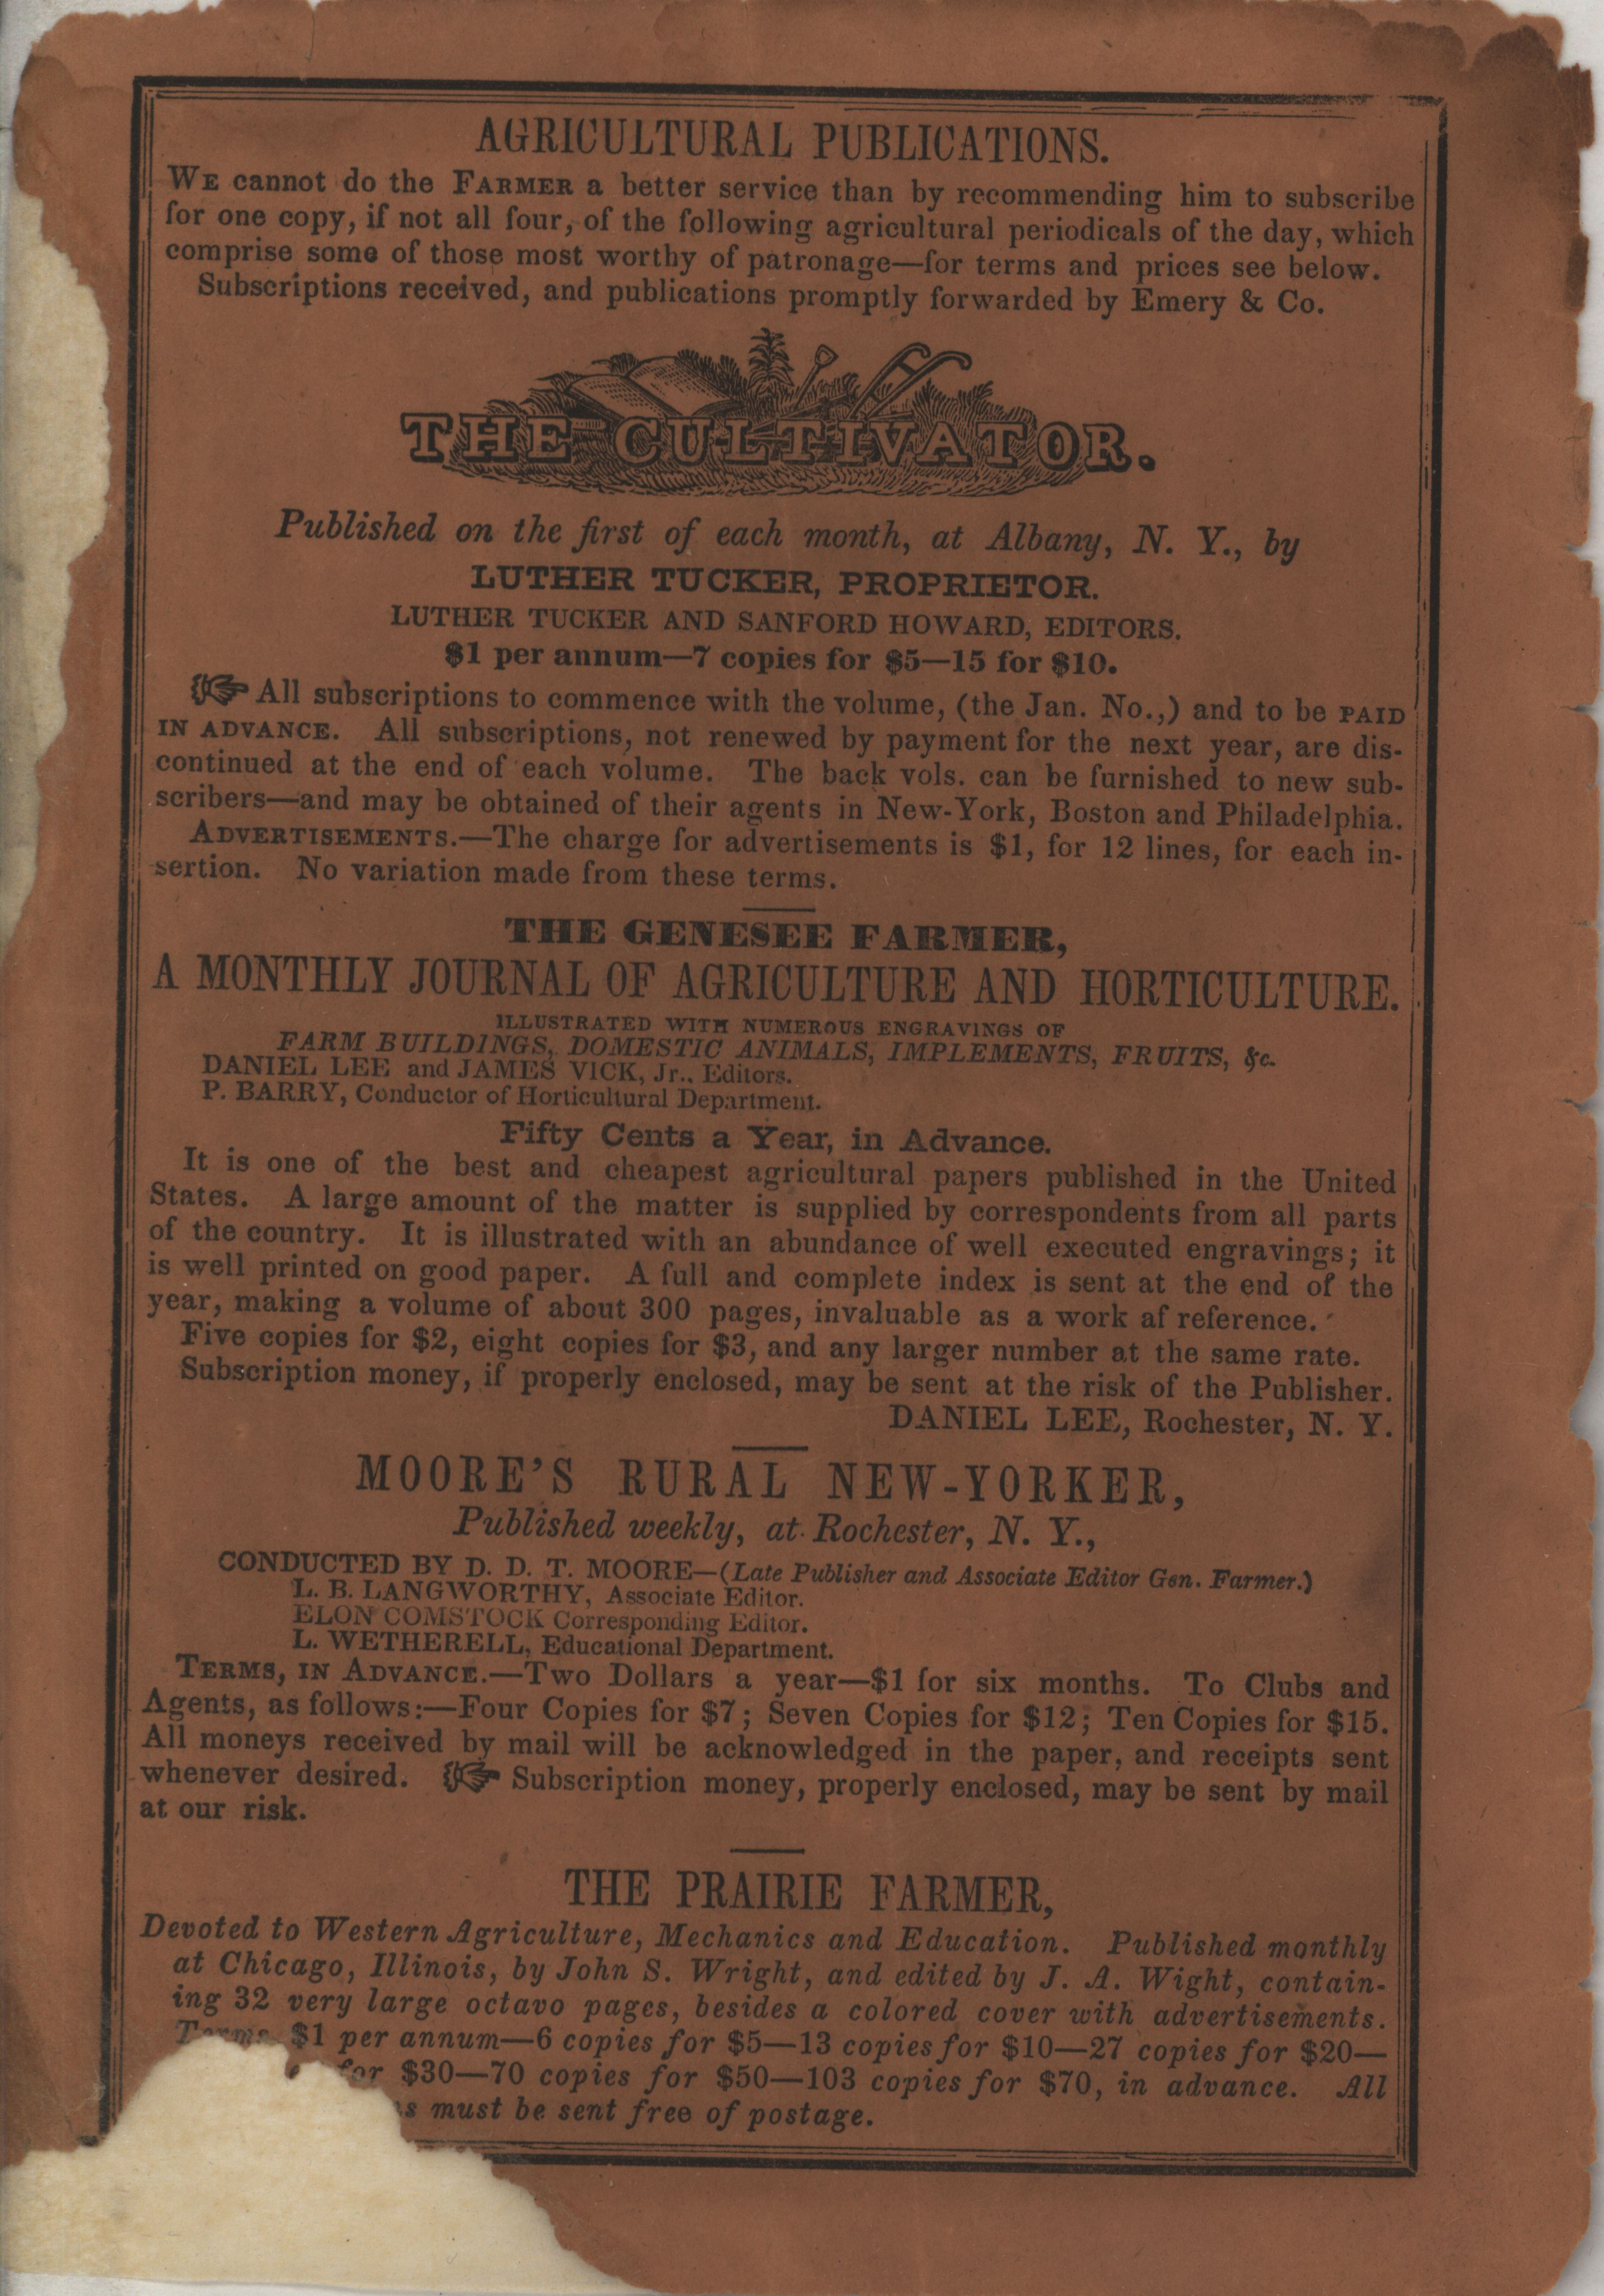 AGRICULTURAL PUBLICATIONS.
WE cannot do the FARMER a better service than by recommending him to subscribe
for one copy, if not all four, of the following agricultural periodicals of the day, which
comprise some of those most worthy of patronage—for terms and prices see below.
Subscriptions received, and publications promptly forwarded by Emery & Co.
THE CULTIVATOR.
Published on the first of each month, at Albany, N. Y., by
LUTHER TUCKER, PROPRIETOR.
LUTHER TUCKER AND SANFORD HOWARD, EDITORS.
$1 per annum—7 copies for $5—15 for $10.
☞ All subscriptions to commence with the volume, (the Jan. No.,) and to be PAID
IN ADVANCE. All subscriptions, not renewed by payment for the next year, are dis-
continued at the end of each volume. The back vols. can be furnished to new sub-
scribers—and may be obtained of their agents in New-York, Boston and Philadelphia.
ADVERTISEMENTS.—The charge for advertisements is $1, for 12 lines, for each in-
sertion. No variation made from these terms.
THE GENESEE FARMER,
A MONTHLY JOURNAL OF AGRICULTURE AND HORTICULTURE.
ILLUSTRATED WITH NUMEROUS ENGRAVINGS OF
FARM BUILDINGS, DOMESTIC ANIMALS, IMPLEMENTS, FRUITS, &c.
DANIEL LEE and JAMES VICK, Jr., Editors.
P. BARRY, Conductor of Horticultural Department.
Fifty Cents a Year, in Advance.
It is one of the best and cheapest agricultural papers published in the United
States. A large amount of the matter is supplied by correspondents from all parts
of the country. It is illustrated with an abundance of well executed engravings; it
is well printed on good paper. A full and complete index is sent at the end of the
year, making a volume of about 300 pages, invaluable as a work af reference.
Five copies for $2, eight copies for $3, and any larger number at the same rate.
Subscription money, if properly enclosed, may be sent at the risk of the Publisher.
DANIEL LEE, Rochester, N. Y.
MOORE'S RURAL NEW-YORKER,
Published weekly, at Rochester, N. Y.,
CONDUCTED BY D. D. T. MOORE—(Late Publisher and Associate Editor Gen. Farmer.)
L. B. LANGWORTHY, Associate Editor.
ELON COMSTOCK Corresponding Editor.
L. WETHERELL, Educational Department.
TERMS, IN ADVANCE.—Two Dollars a year—$1 for six months. To Clubs and
Agents, as follows:—Four Copies for $7; Seven Copies for $12; Ten Copies for $15.
All moneys received by mail will be acknowledged in the paper, and receipts sent
whenever desired. ☞ Subscription money, properly enclosed, may be sent by mail
at our risk.
THE PRAIRIE FARMER,
Devoted to Western Agriculture, Mechanics and Education. Published monthly
at Chicago, Illinois, by John S. Wright, and edited by J. A. Wight, contain-
ing 32 very large octavo pages, besides a colored cover with advertisements.
Terms $1 per annum—6 copies for $5—13 copies for $10—27 copies for $20—
for $30—70 copies for $50—103 copies for $70, in advance. All
must be sent free of postage.